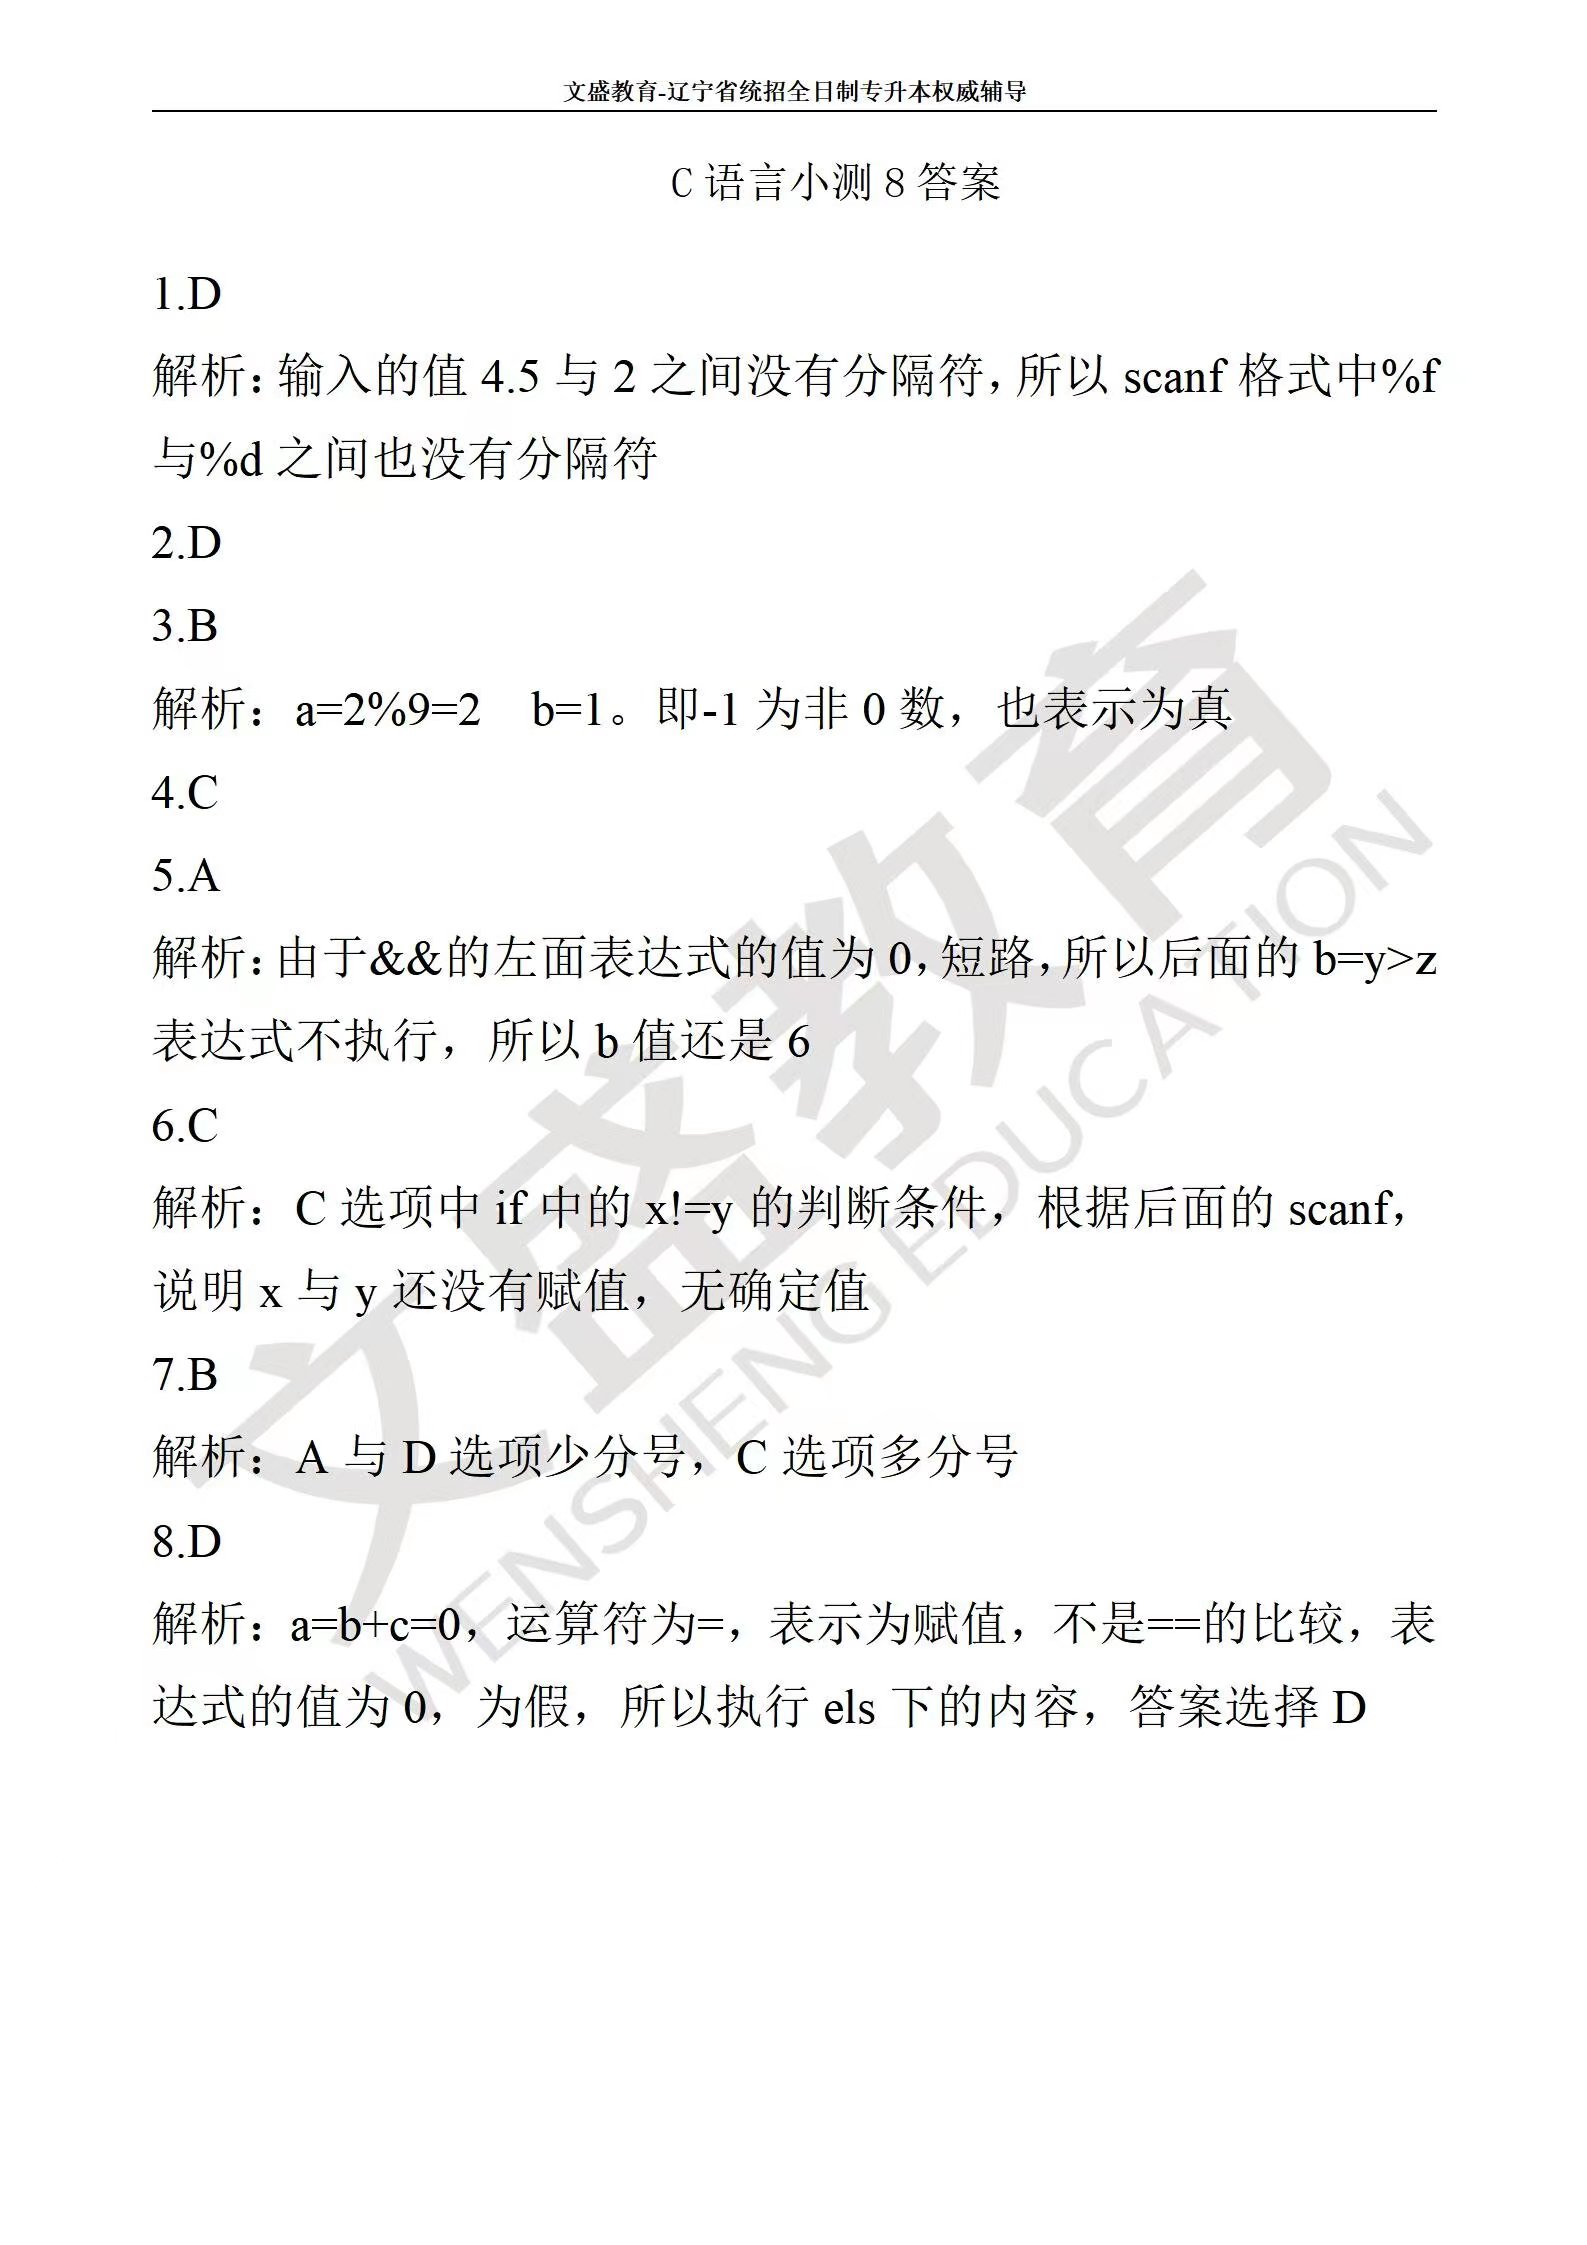 文盛教育-辽宁省统招全日制专升本权威辅导
C 语言小测 8 答案
1.D
解析：输入的值 4.5 与 2 之间没有分隔符，所以 scanf 格式中%f
与%d 之间也没有分隔符
2.D
3.B
解析：a=2%9=2 b=1。即-1 为非 0 数，也表示为真
4.C
5.A
解析：由于&&的左面表达式的值为 0，短路，所以后面的 b=y>z
表达式不执行，所以 b 值还是 6
6.C
解析：C 选项中 if 中的 x!=y 的判断条件，根据后面的 scanf，
说明 x 与 y 还没有赋值，无确定值
7.B
解析：A 与 D 选项少分号，C 选项多分号
8.D
解析：a=b+c=0，运算符为=，表示为赋值，不是==的比较，表
达式的值为 0，为假，所以执行 els 下的内容，答案选择 D
文盛教育
WENSHENG EDUCATION